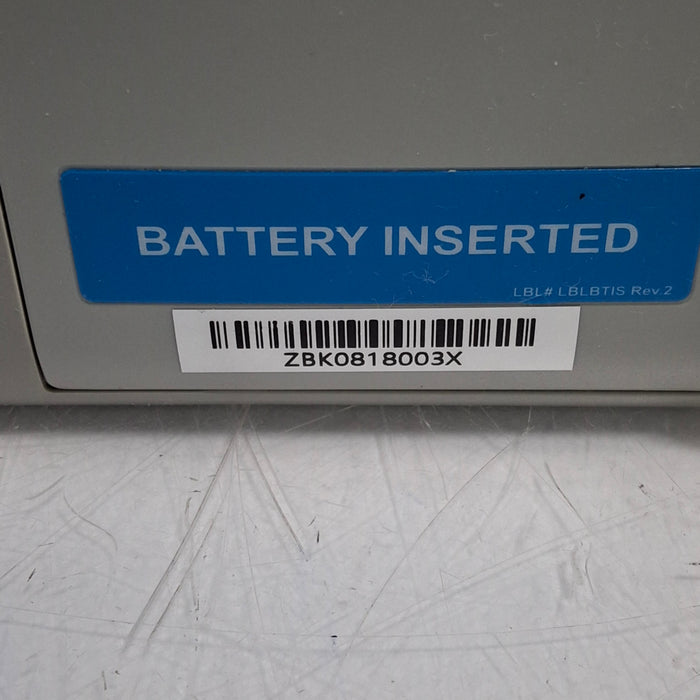 BATTERY INSERTED
LBL# LBLBTIS Rev.2
ZBK0818003X